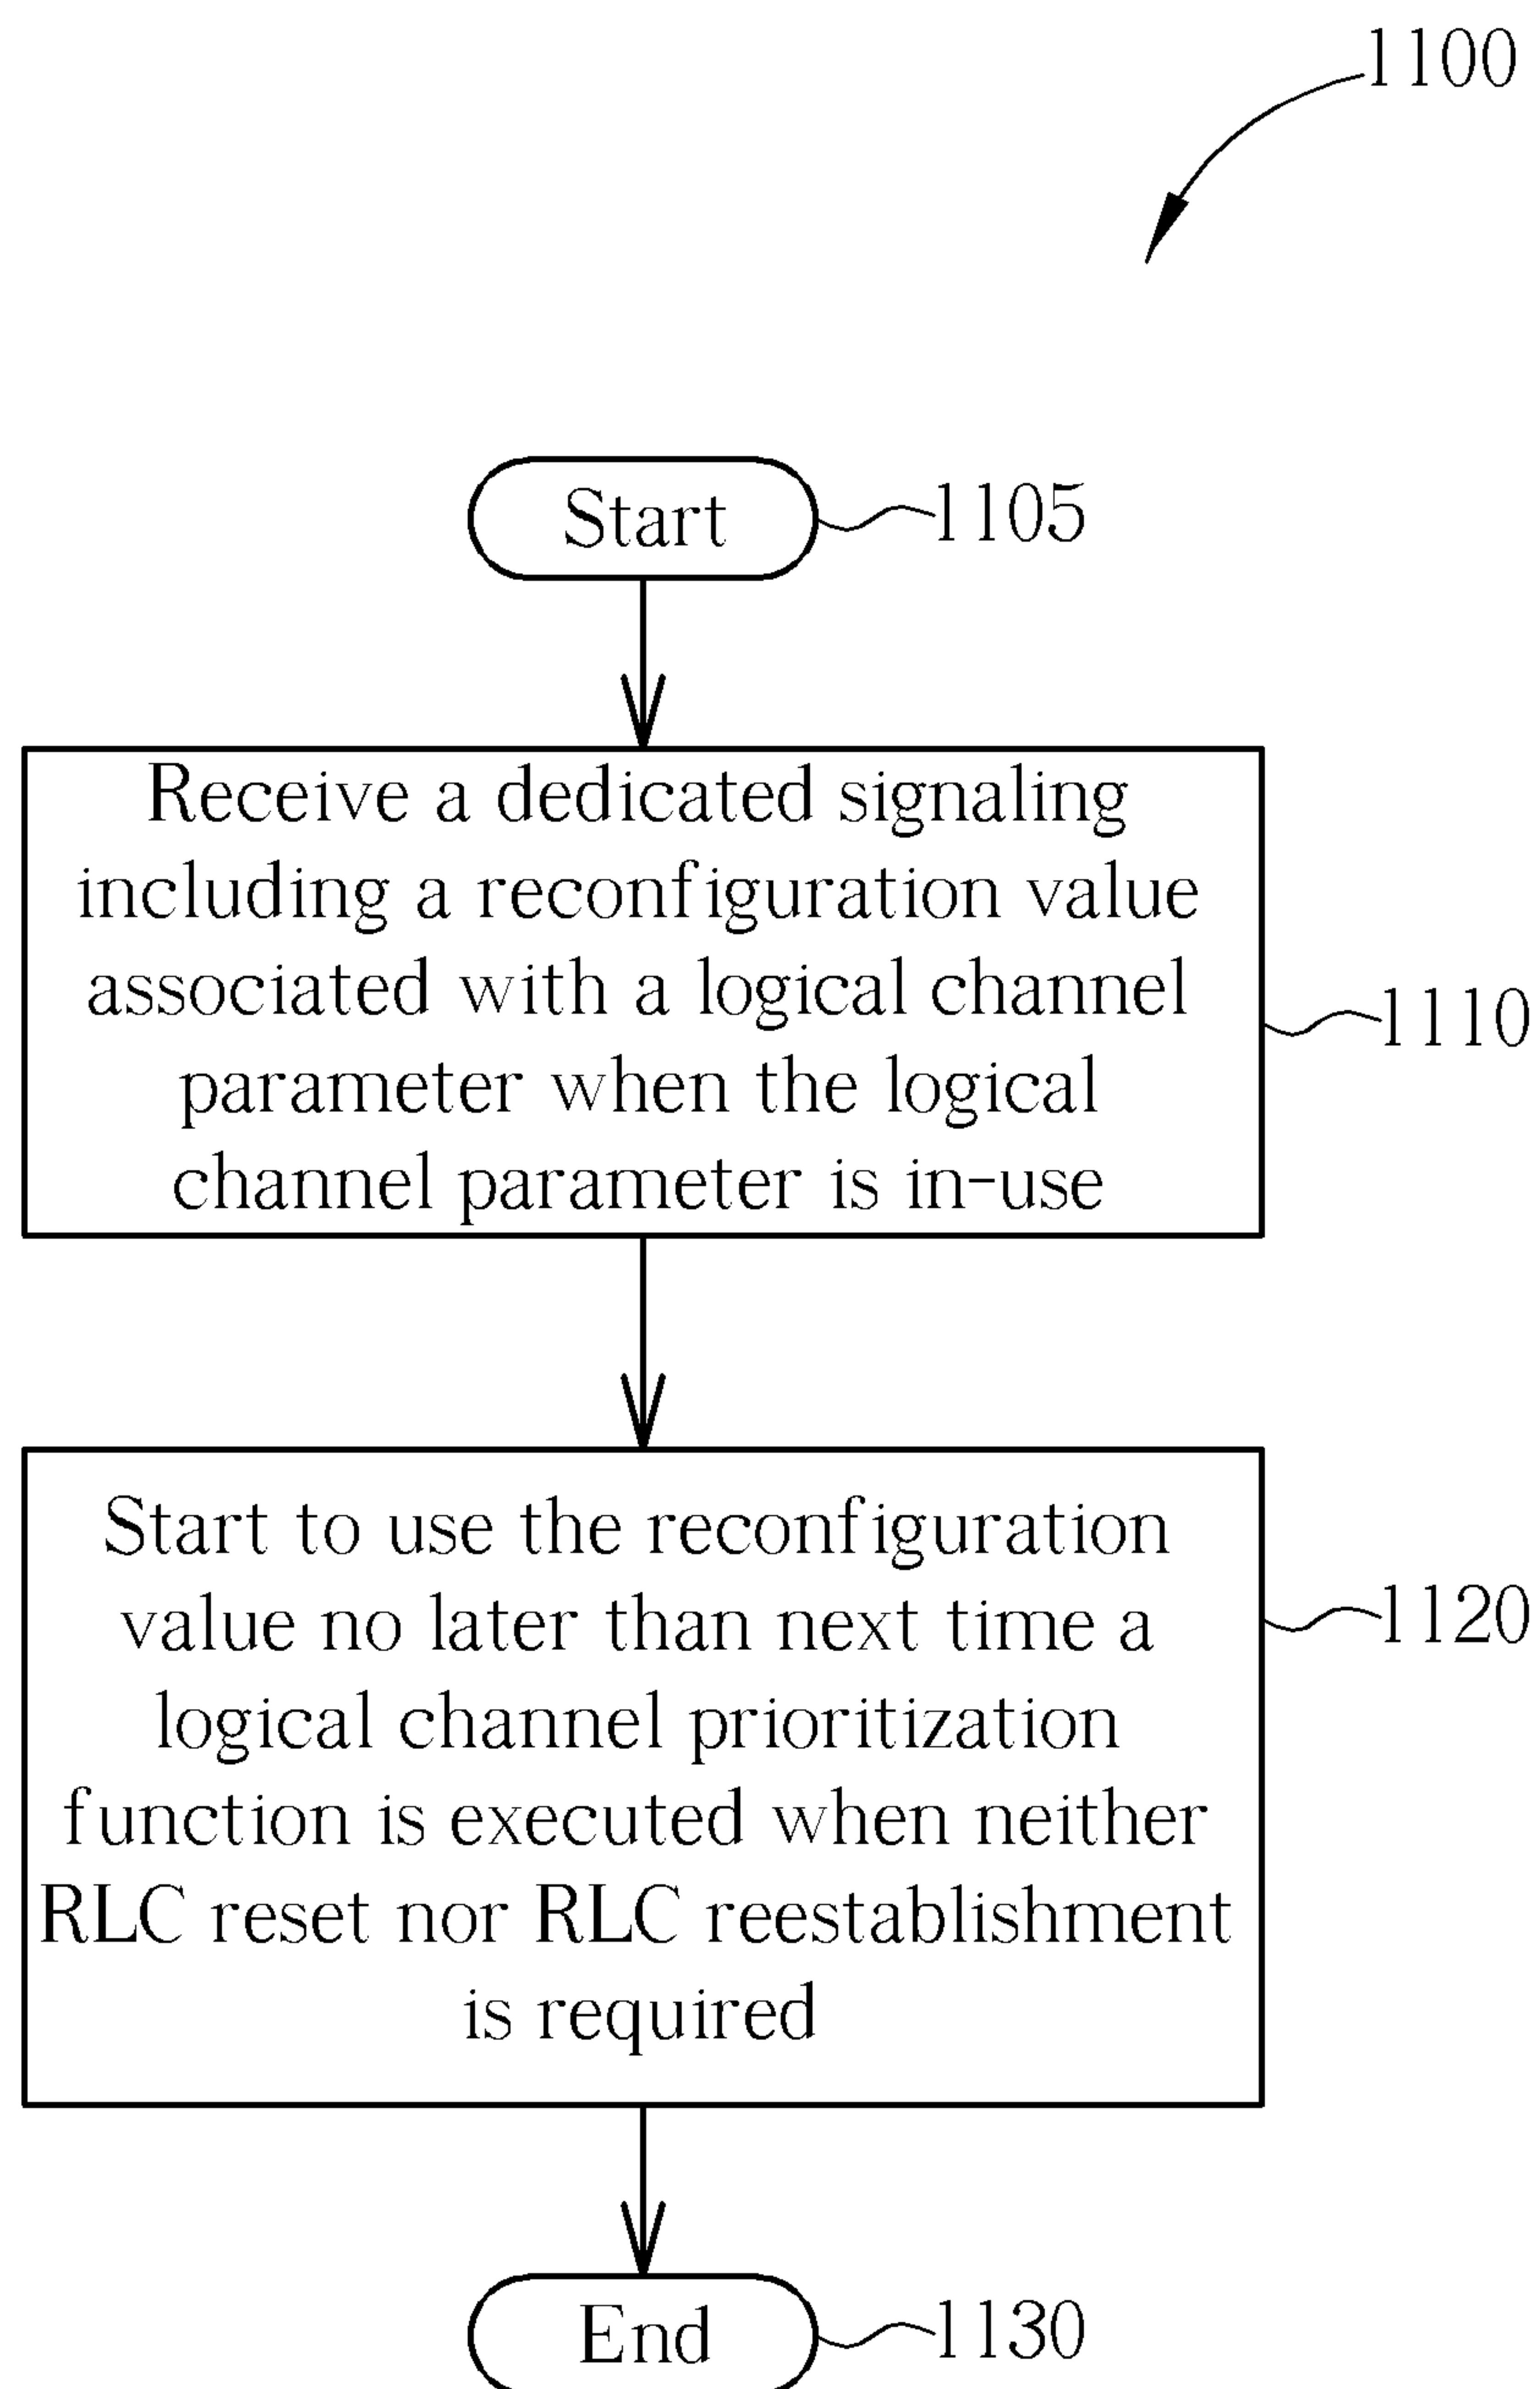 1100
Start
1105
Receive a dedicated signaling
including a reconfiguration value
associated with a logical channel
parameter when the logical
channel parameter is in-use
1110
Start to use the reconfiguration
value no later than next time a
logical channel prioritization
function is executed when neither
RLC reset nor RLC reestablishment
is required
1120
End
1130